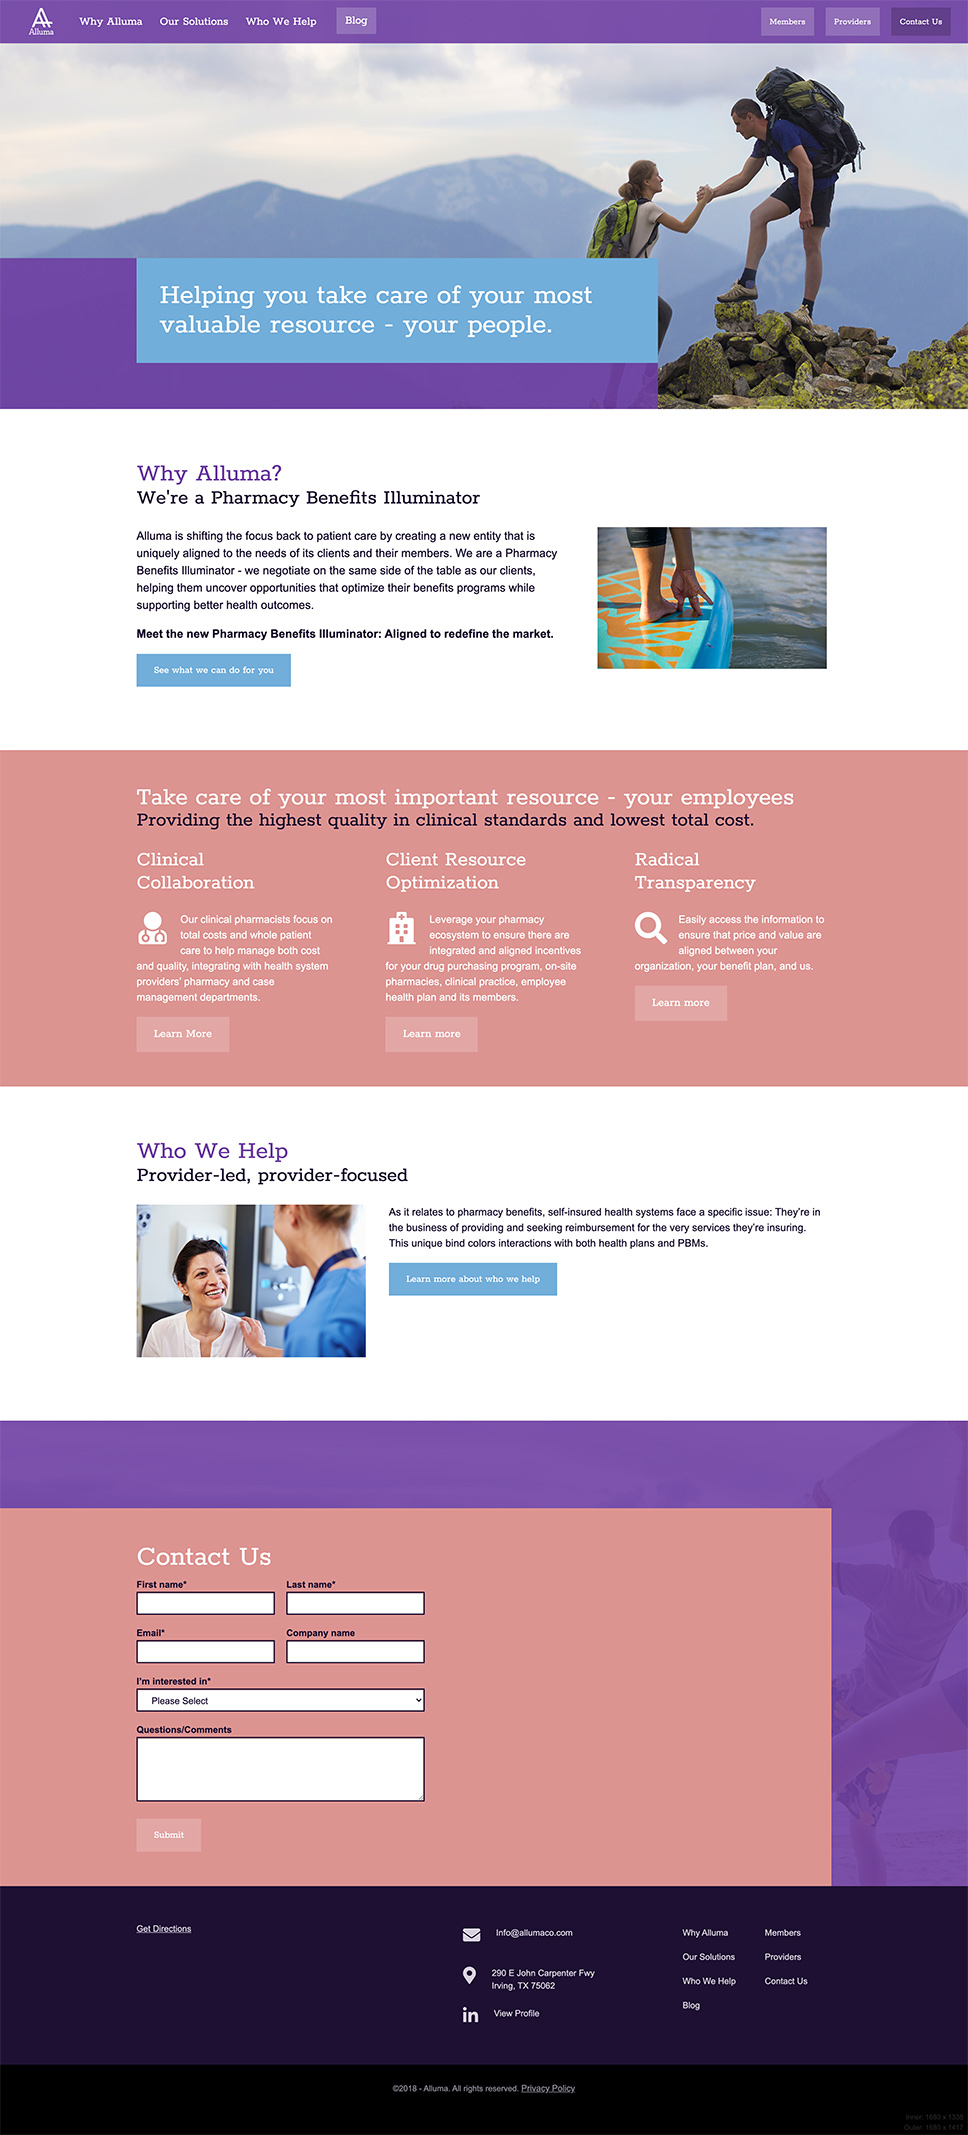 Alluma
Why Alluma
Our Solutions
Who We Help
Blog
Members
Providers
Contact Us
Helping you take care of your most
valuable resource - your people.
Why Alluma?
We're a Pharmacy Benefits Illuminator
Alluma is shifting the focus back to patient care by creating a new entity that is
uniquely aligned to the needs of its clients and their members. We are a Pharmacy
Benefits Illuminator - we negotiate on the same side of the table as our clients,
helping them uncover opportunities that optimize their benefits programs while
supporting better health outcomes.
Meet the new Pharmacy Benefits Illuminator: Aligned to redefine the market.
See what we can do for you
Take care of your most important resource - your employees
Providing the highest quality in clinical standards and lowest total cost.
Clinical
Collaboration
Our clinical pharmacists focus on
total costs and whole patient
care to help manage both cost
and quality, integrating with health system
providers' pharmacy and case
management departments.
Learn More
Client Resource
Optimization
Leverage your pharmacy
ecosystem to ensure there are
integrated and aligned incentives
for your drug purchasing program, on-site
pharmacies, clinical practice, employee
health plan and its members.
Learn more
Radical
Transparency
Easily access the information to
ensure that price and value are
aligned between your
organization, your benefit plan, and us.
Learn more
Who We Help
Provider-led, provider-focused
As it relates to pharmacy benefits, self-insured health systems face a specific issue: They're in
the business of providing and seeking reimbursement for the very services they're insuring.
This unique bind colors interactions with both health plans and PBMs.
Learn more about who we help
Contact Us
First name*
Last name*
Email*
Company name
I'm interested in*
Please Select
Questions/Comments
Submit
Get Directions
Info@allumaco.com
290 E John Carpenter Fwy
Irving, TX 75062
View Profile
Why Alluma
Our Solutions
Who We Help
Blog
Members
Providers
Contact Us
©2018 - Alluma. All rights reserved. Privacy Policy
Inner: 1680 x 1338
Outer: 1680 x 1417